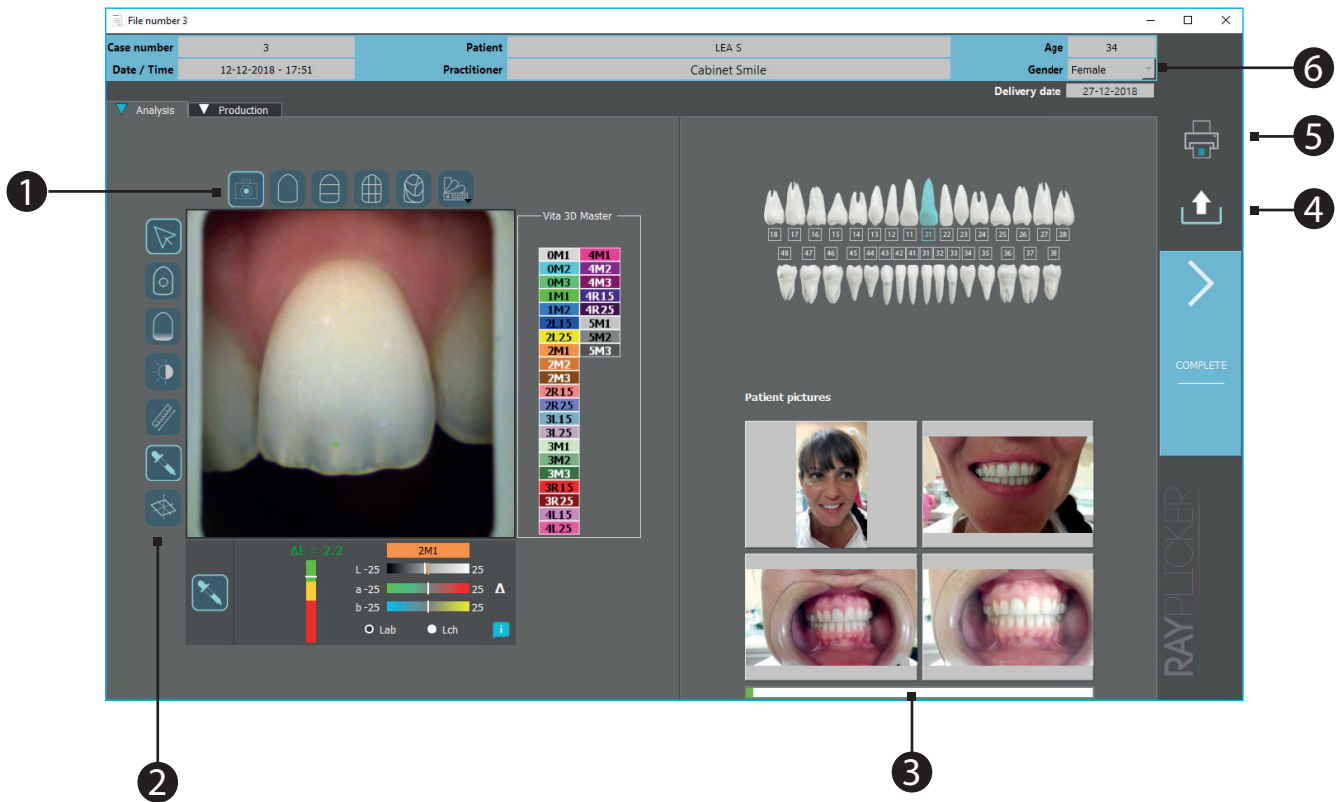 File number 3
Case number 3 Patient LEA S Age 34
Date / Time 12-12-2018 - 17:51 Practitioner Cabinet Smile Gender Female
Delivery date 27-12-2018
Analysis Production
Vita 3D Master
0M1 4M1
0M2 4M2
0M3 4M3
1M1 4R15
1M2 4R25
2L15 5M1
2L25 5M2
2M1 5M3
2M2
2M3
2R15
2R25
3L15
3L25
3M1
3M2
3M3
3R15
3R25
4L15
4L25
ΔE = 2.2 2M1
L -25 25
a -25 25 Δ
b -25 25
Lab Lch i
18 17 16 15 14 13 12 11 21 22 23 24 25 26 27 28
48 47 46 45 44 43 42 41 31 32 33 34 35 36 37 38
Patient pictures
COMPLETE
RAYPLICKER
1
2
3
4
5
6